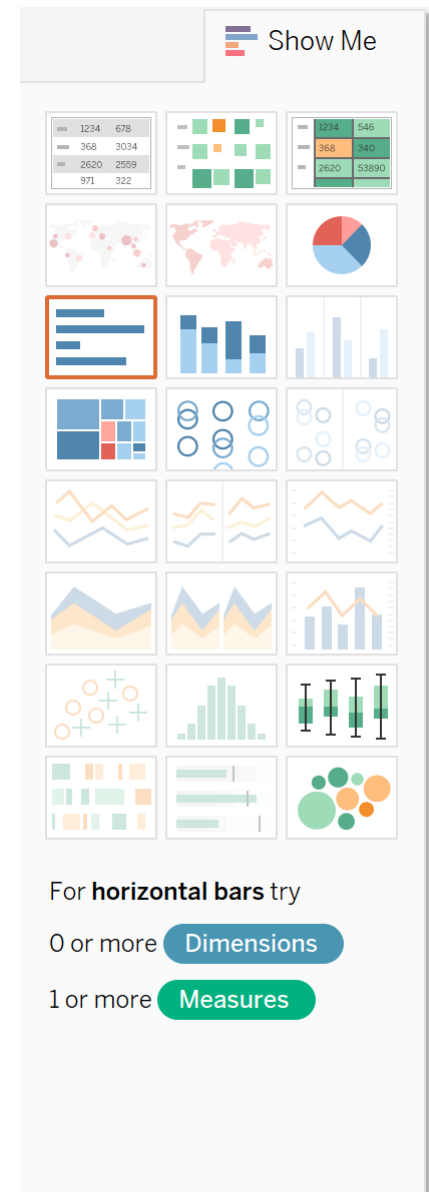 Show Me
1234 678
368 3034
2620 2559
971 322
1234 546
368 340
2620 53890
For horizontal bars try
0 or more Dimensions
1 or more Measures